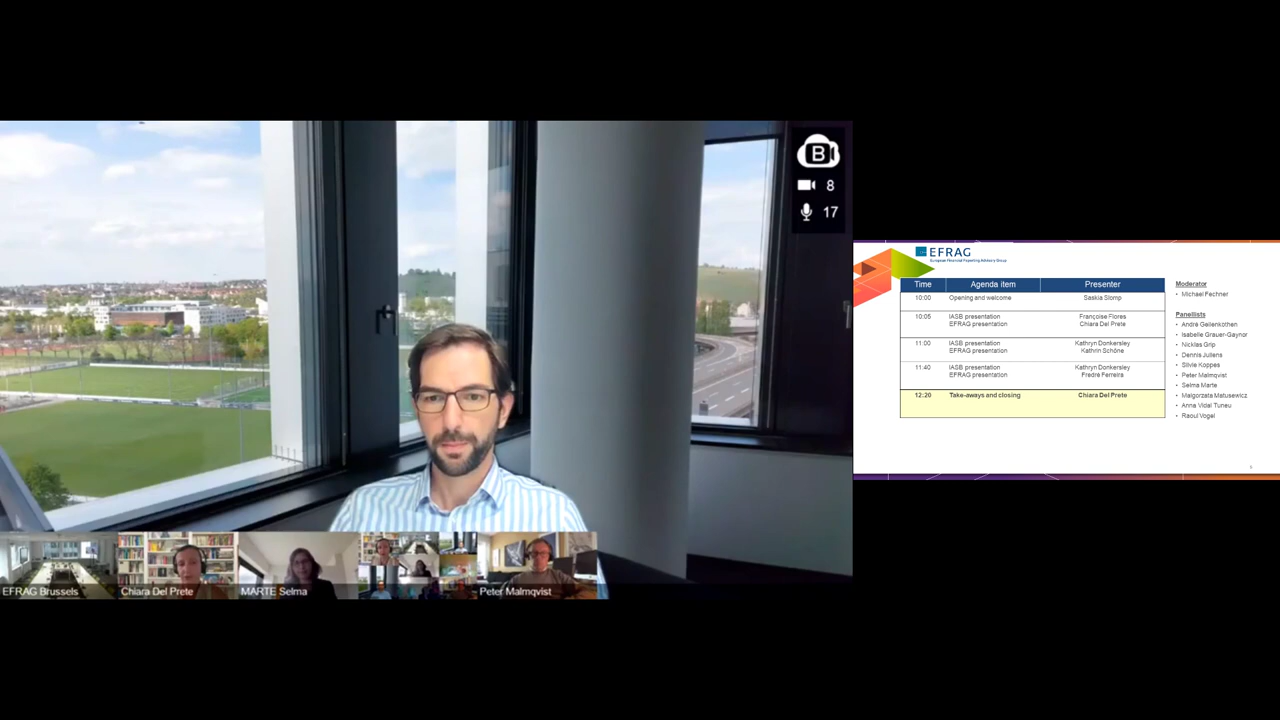 B
8
17
EFRAG Brussels
Chiara Del Prete
MARTE Selma
Peter Malmqvist
EFRAG
European Financial Reporting Advisory Group
Time Agenda item Presenter
10:00 Opening and welcome Saskia Slomp
10:05 IASB presentation Françoise Flores
EFRAG presentation Chiara Del Prete
11:00 IASB presentation Kathryn Donkersley
EFRAG presentation Kathrin Schöne
11:40 IASB presentation Kathryn Donkersley
EFRAG presentation Fredré Ferreira
12:20 Take-aways and closing Chiara Del Prete
Moderator
• Michael Fechner
Panellists
• André Geilenkothen
• Isabelle Grauer-Gaynor
• Nicklas Grip
• Dennis Jullens
• Silvie Koppes
• Peter Malmqvist
• Selma Marte
• Malgorzata Matusewicz
• Anna Vidal Tuneu
• Raoul Vogel